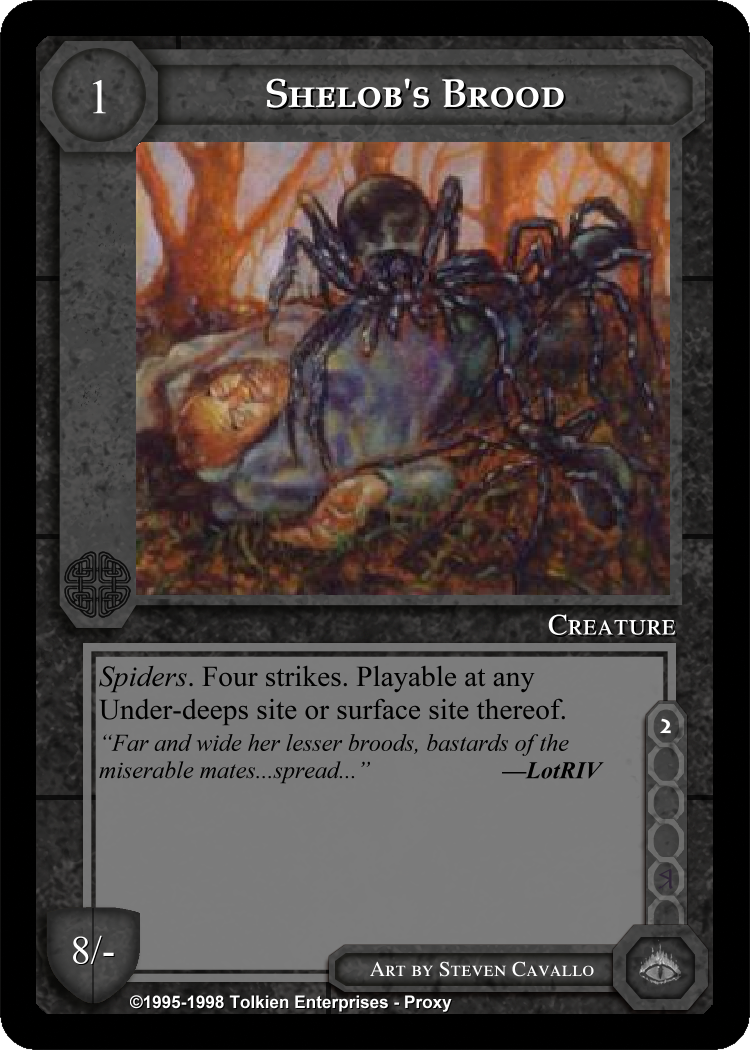 1
Shelob's Brood
Creature
Spiders. Four strikes. Playable at any
Under-deeps site or surface site thereof.
“Far and wide her lesser broods, bastards of the
miserable mates...spread...” —LotRIV
2
8/-
Art by Steven Cavallo
©1995-1998 Tolkien Enterprises - Proxy